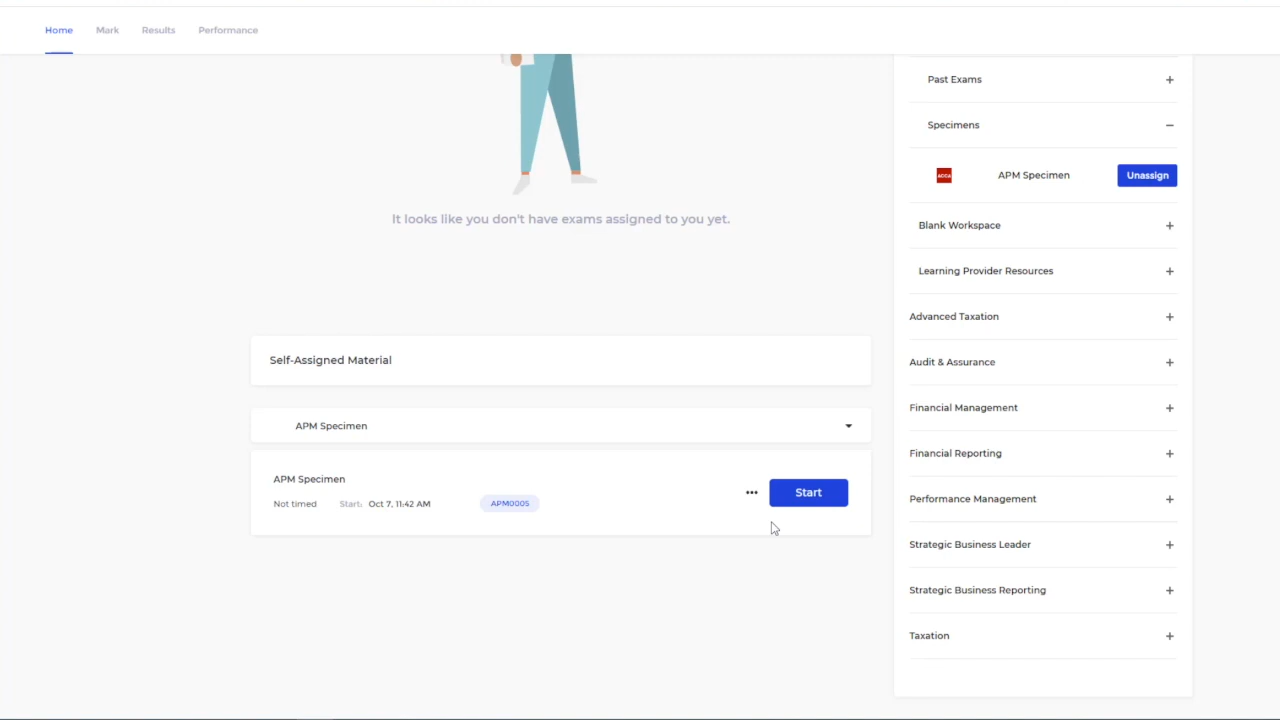 Home Mark Results Performance
It looks like you don't have exams assigned to you yet.
Self-Assigned Material
APM Specimen
APM Specimen
Not timed Start: Oct 7, 11:42 AM APM0005
••• Start
Past Exams +
Specimens −
ACCA APM Specimen Unassign
Blank Workspace +
Learning Provider Resources +
Advanced Taxation +
Audit & Assurance +
Financial Management +
Financial Reporting +
Performance Management +
Strategic Business Leader +
Strategic Business Reporting +
Taxation +